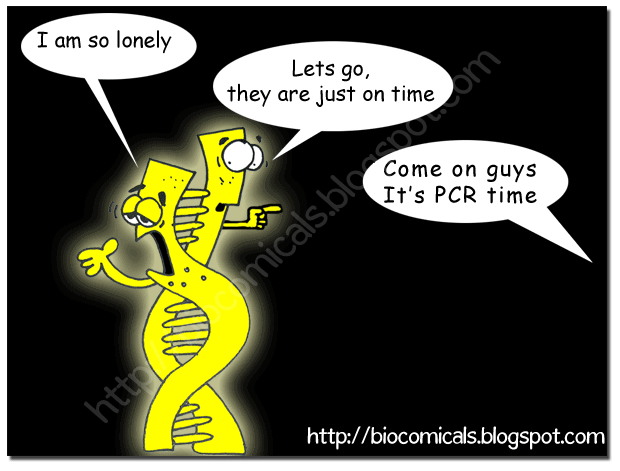 I am so lonely
Lets go,
they are just on time
Come on guys
It's PCR time
http://biocomicals.blogspot.com
http://biocomicals.blogspot.com